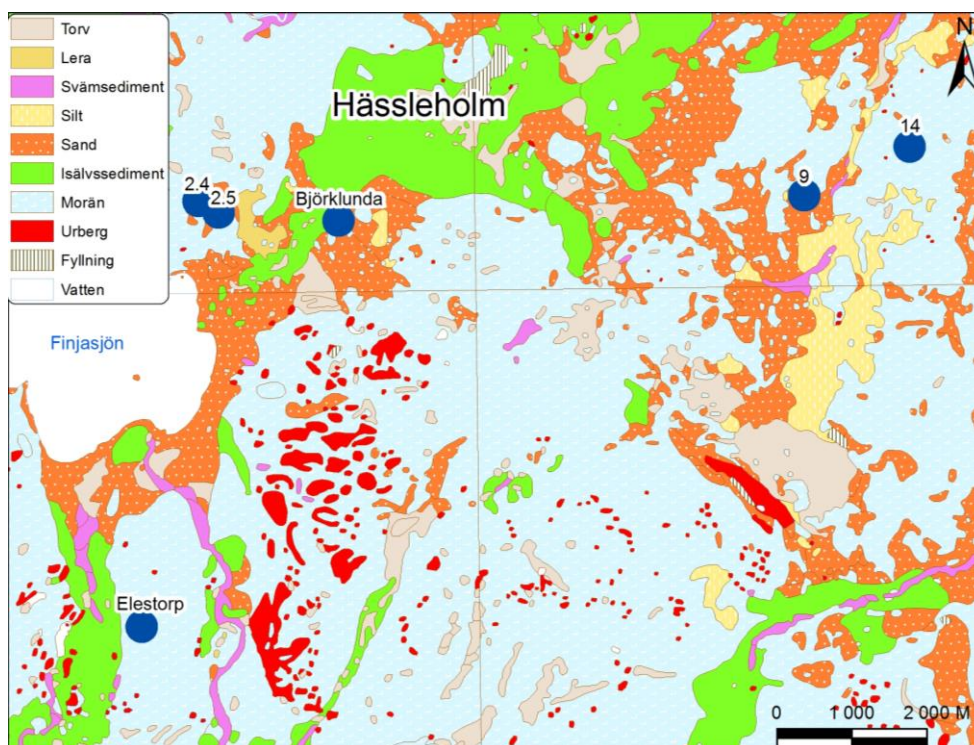 Torv
Lera
Svämsediment
Silt
Sand
Isälvssediment
Morän
Urberg
Fyllning
Vatten
N
Hässleholm
14
9
2.4
2.5
Björklunda
Finjasjön
Elestorp
0 1 000 2 000 M